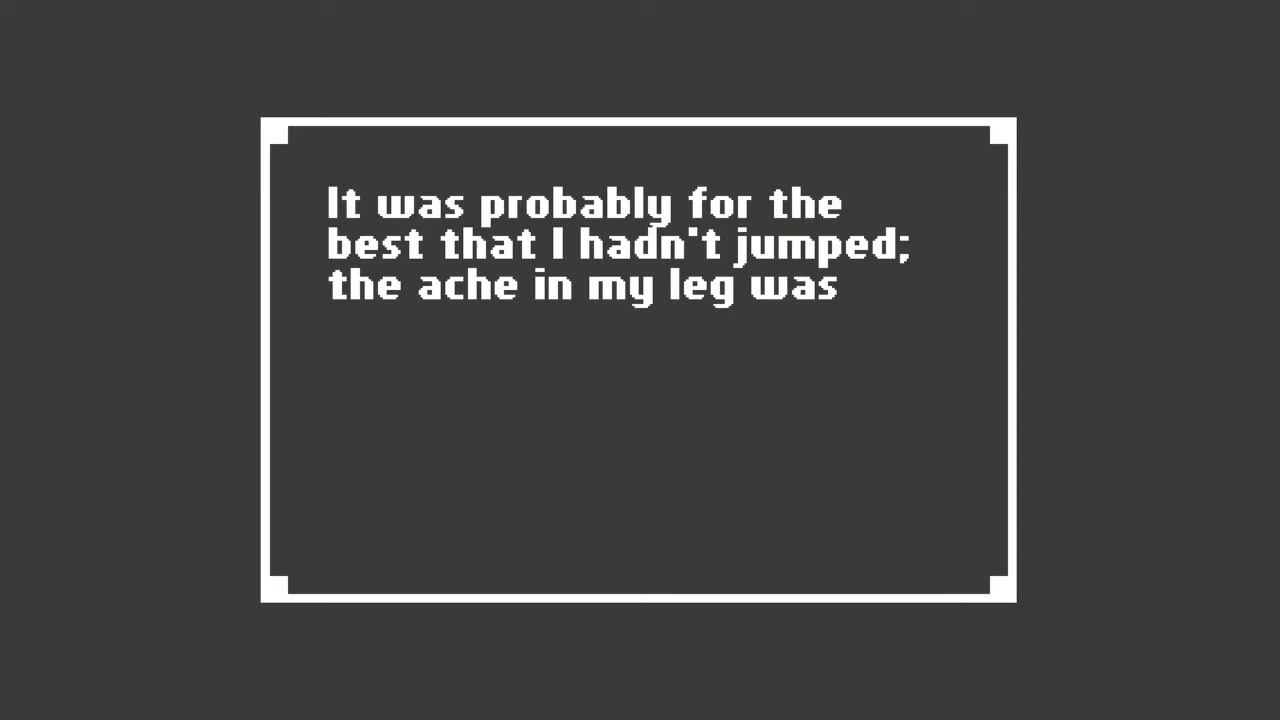 It was probably for the
best that I hadn't jumped;
the ache in my leg was